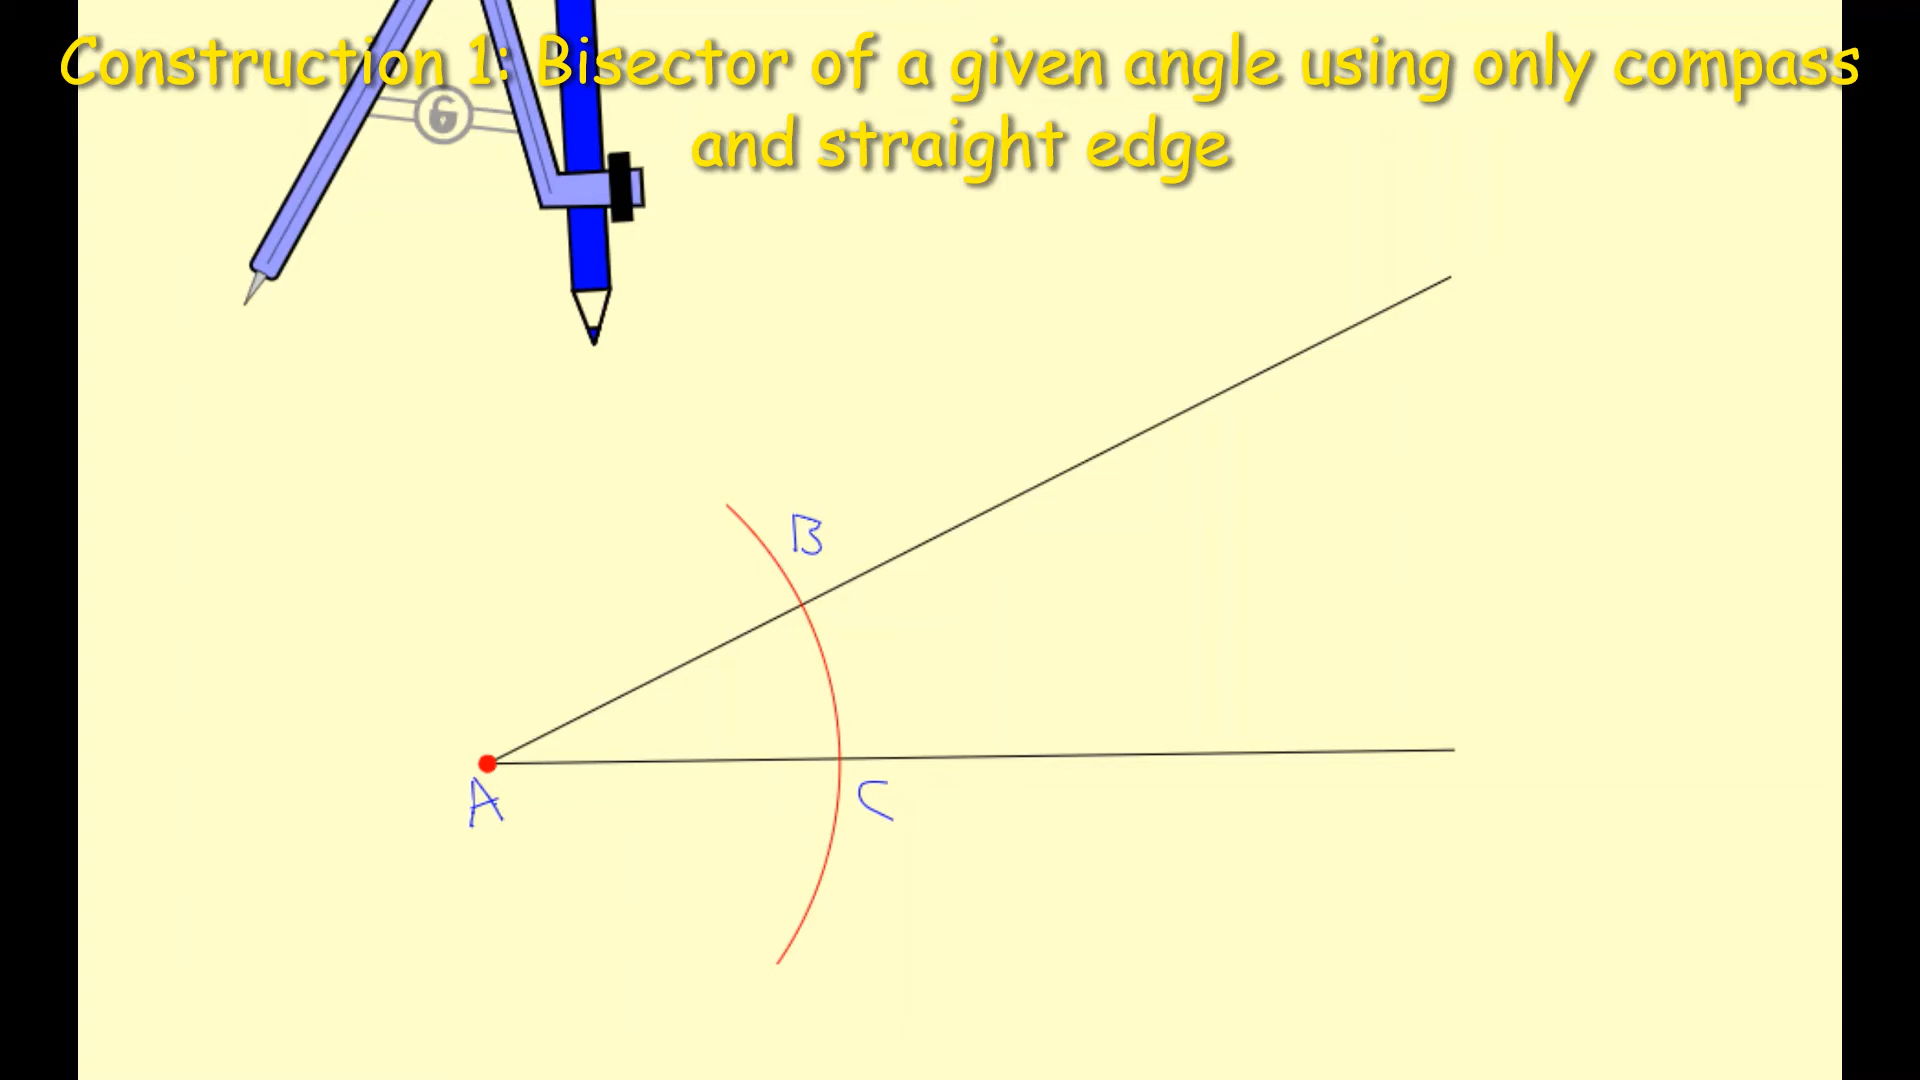 Construction 1: Bisector of a given angle using only compass
and straight edge
B
A
C